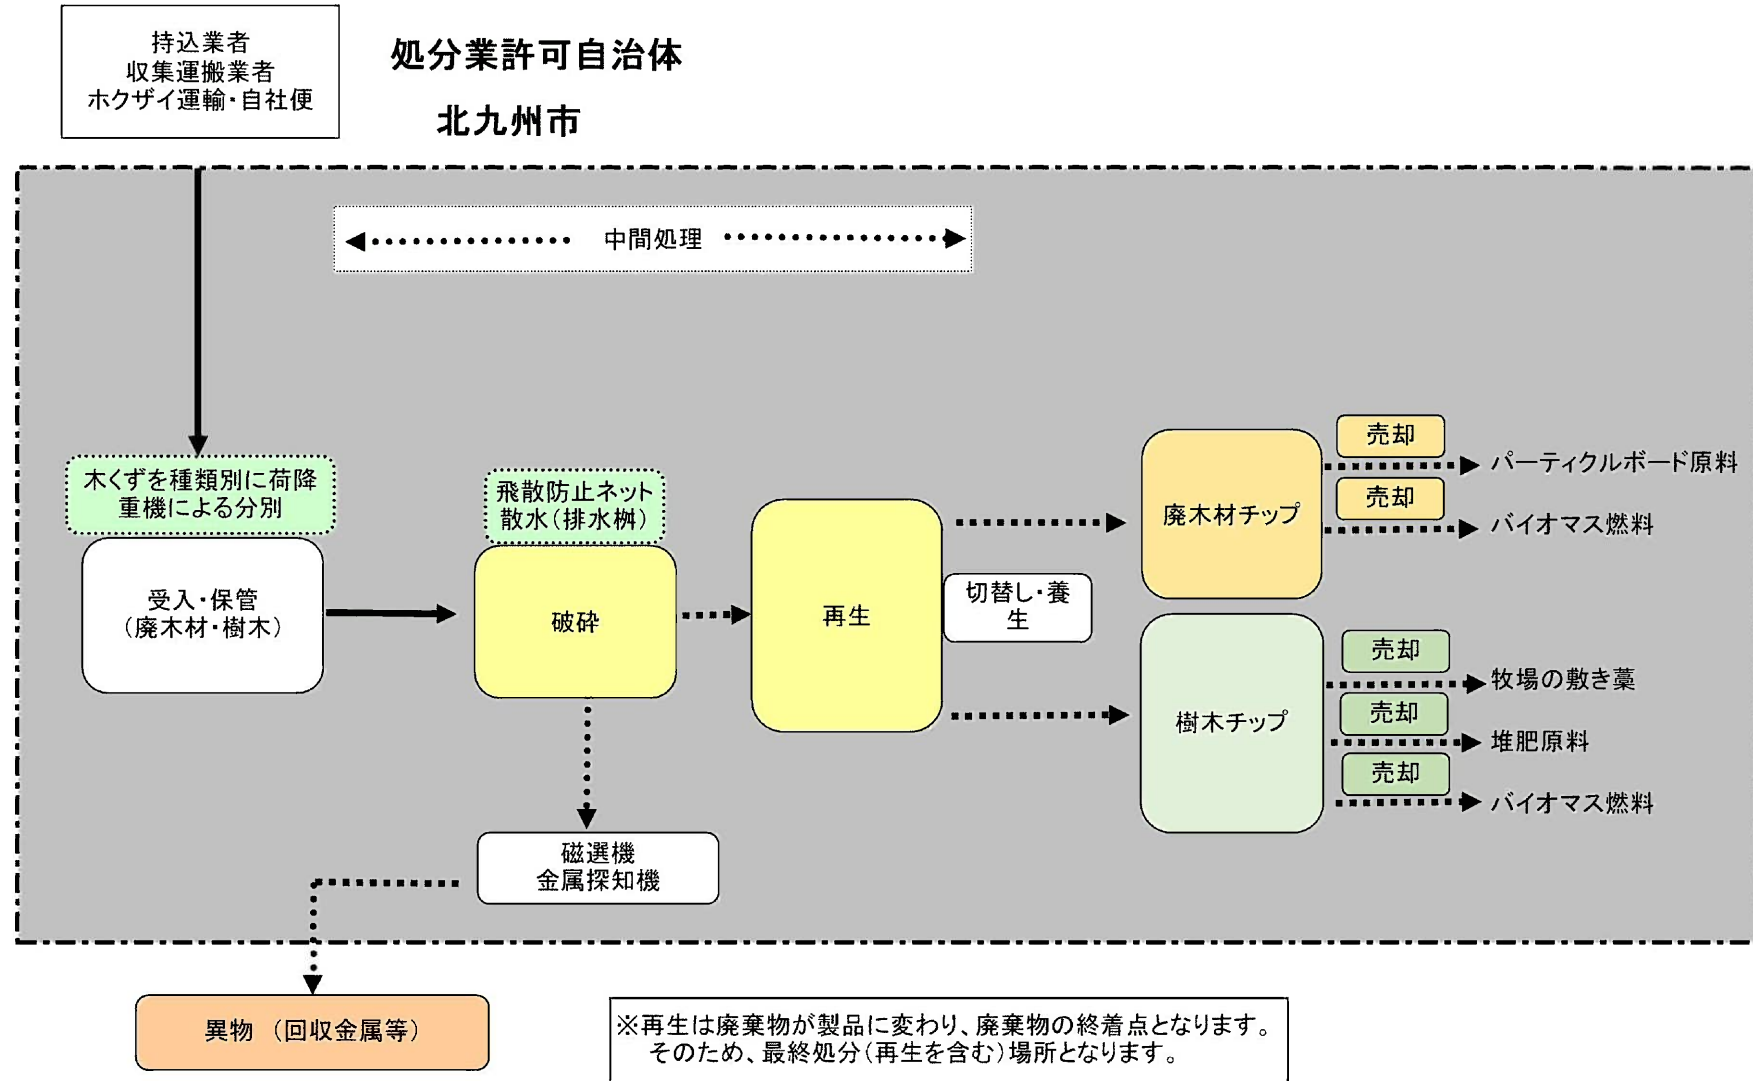 持込業者
収集運搬業者
ホクザイ運輸・自社便
処分業許可自治体
北九州市
中間処理
木くずを種類別に荷降
重機による分別
受入・保管
（廃木材・樹木）
飛散防止ネット
散水（排水桝）
破砕
再生
切替し・養
生
廃木材チップ
売却
パーティクルボード原料
売却
バイオマス燃料
樹木チップ
売却
牧場の敷き藁
売却
堆肥原料
売却
バイオマス燃料
磁選機
金属探知機
異物　（回収金属等）
※再生は廃棄物が製品に変わり、廃棄物の終着点となります。
そのため、最終処分（再生を含む）場所となります。